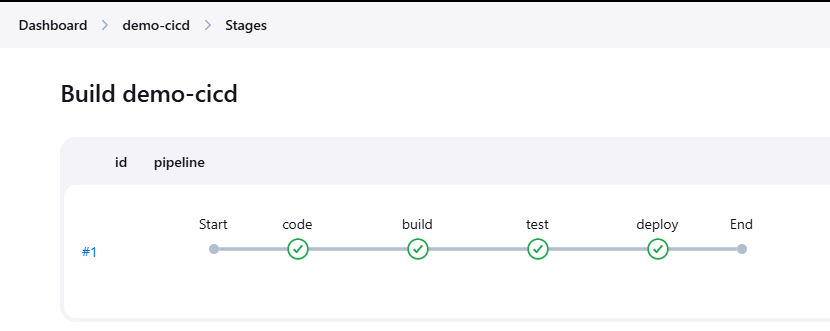 Dashboard > demo-cicd > Stages
Build demo-cicd
id pipeline
Start code build test deploy End
#1